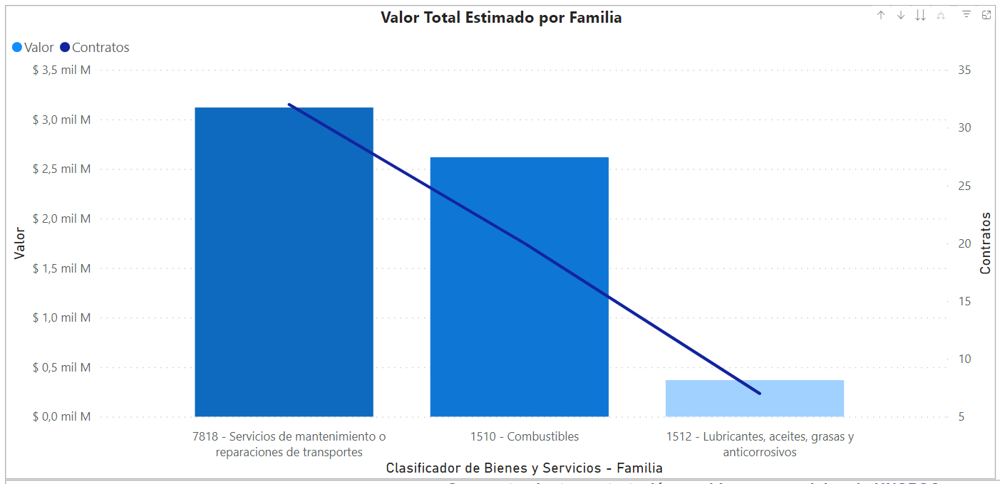 Valor Total Estimado por Familia
Valor
Contratos
$ 3,5 mil M
$ 3,0 mil M
$ 2,5 mil M
$ 2,0 mil M
$ 1,5 mil M
$ 1,0 mil M
$ 0,5 mil M
$ 0,0 mil M
Valor
35
30
25
20
15
10
5
Contratos
7818 - Servicios de mantenimiento o
reparaciones de transportes
1510 - Combustibles
1512 - Lubricantes, aceites, grasas y
anticorrosivos
Clasificador de Bienes y Servicios - Familia